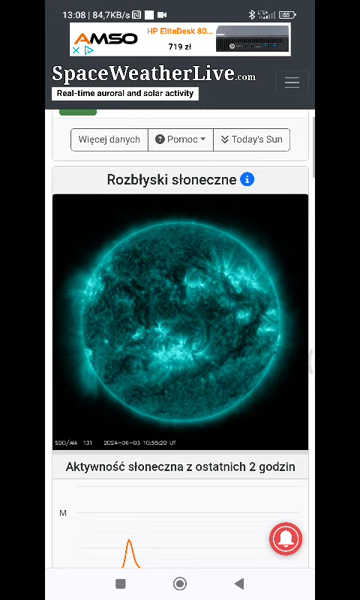 13:08 | 84,7KB/s
65
AMSO
HP EliteDesk 80...
719 zł
SpaceWeatherLive.com
Real-time auroral and solar activity
Więcej danych
Pomoc
Today's Sun
Rozbłyski słoneczne
SDO/AIA 131 2024-06-03 10:55:20 UT
Aktywność słoneczna z ostatnich 2 godzin
M